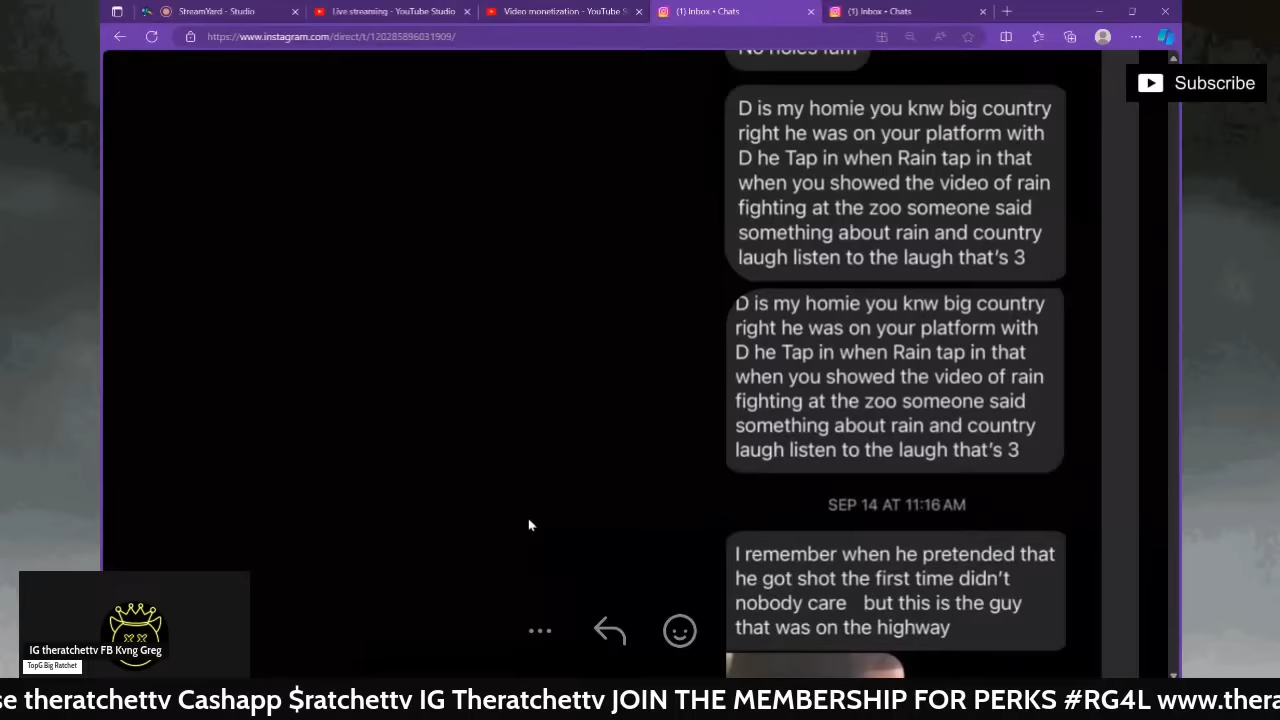 StreamYard - Studio
Live streaming - YouTube Studio
Video monetization - YouTube S
(1) Inbox • Chats
(1) Inbox • Chats
https://www.instagram.com/direct/t/120285896031909/
Subscribe
D is my homie you knw big country
right he was on your platform with
D he Tap in when Rain tap in that
when you showed the video of rain
fighting at the zoo someone said
something about rain and country
laugh listen to the laugh that's 3
D is my homie you knw big country
right he was on your platform with
D he Tap in when Rain tap in that
when you showed the video of rain
fighting at the zoo someone said
something about rain and country
laugh listen to the laugh that's 3
SEP 14 AT 11:16 AM
I remember when he pretended that
he got shot the first time didn't
nobody care but this is the guy
that was on the highway
IG theratchettv FB Kvng Greg
TopG Big Ratchet
se theratchettv Cashapp $ratchettv IG Theratchettv JOIN THE MEMBERSHIP FOR PERKS #RG4L www.thera